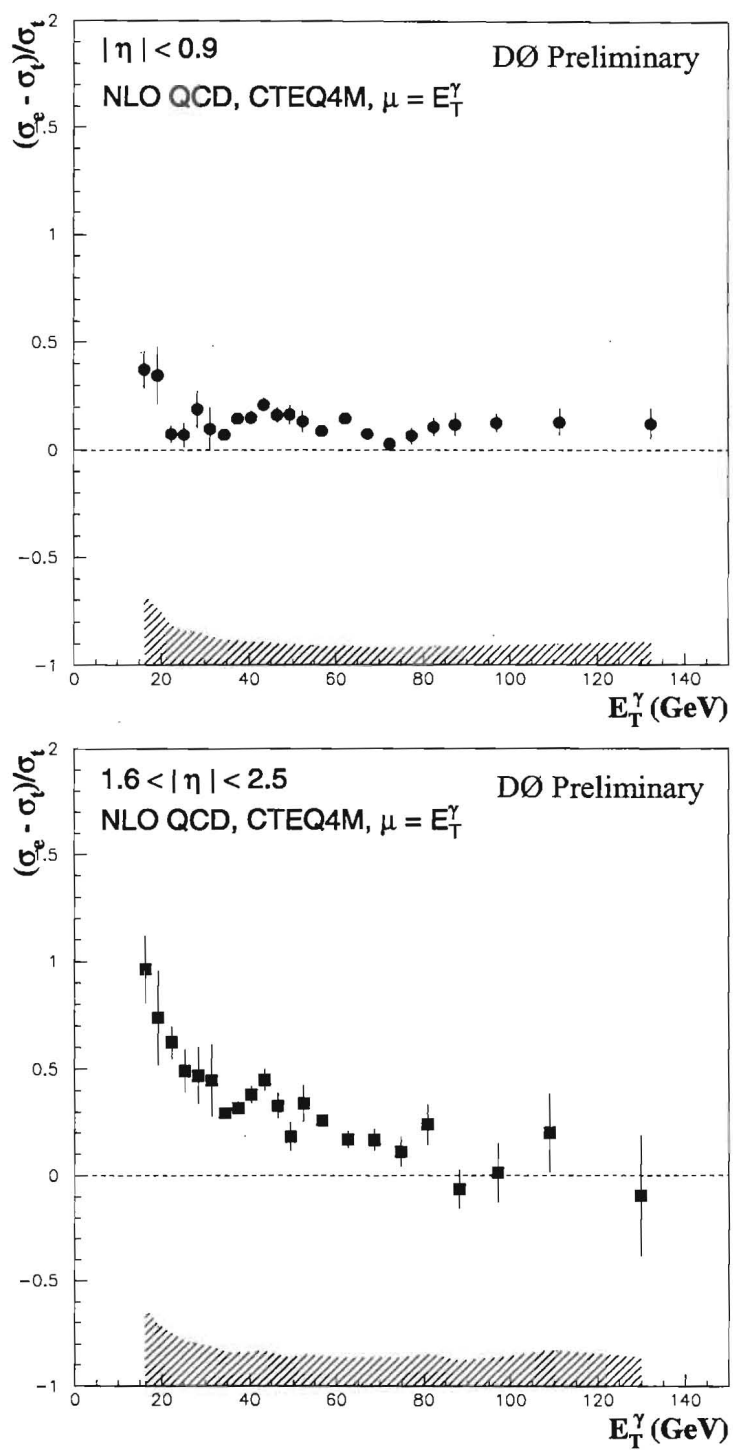 |η| < 0.9 DØ Preliminary
NLO QCD, CTEQ4M, μ = E_T^γ
(σ_e - σ_t)/σ_t
2
1.5
1
0.5
0
−0.5
−1
0 20 40 60 80 100 120 140
E_T^γ (GeV)
1.6 < |η| < 2.5 DØ Preliminary
NLO QCD, CTEQ4M, μ = E_T^γ
(σ_e - σ_t)/σ_t
2
1.5
1
0.5
0
−0.5
−1
0 20 40 60 80 100 120 140
E_T^γ (GeV)